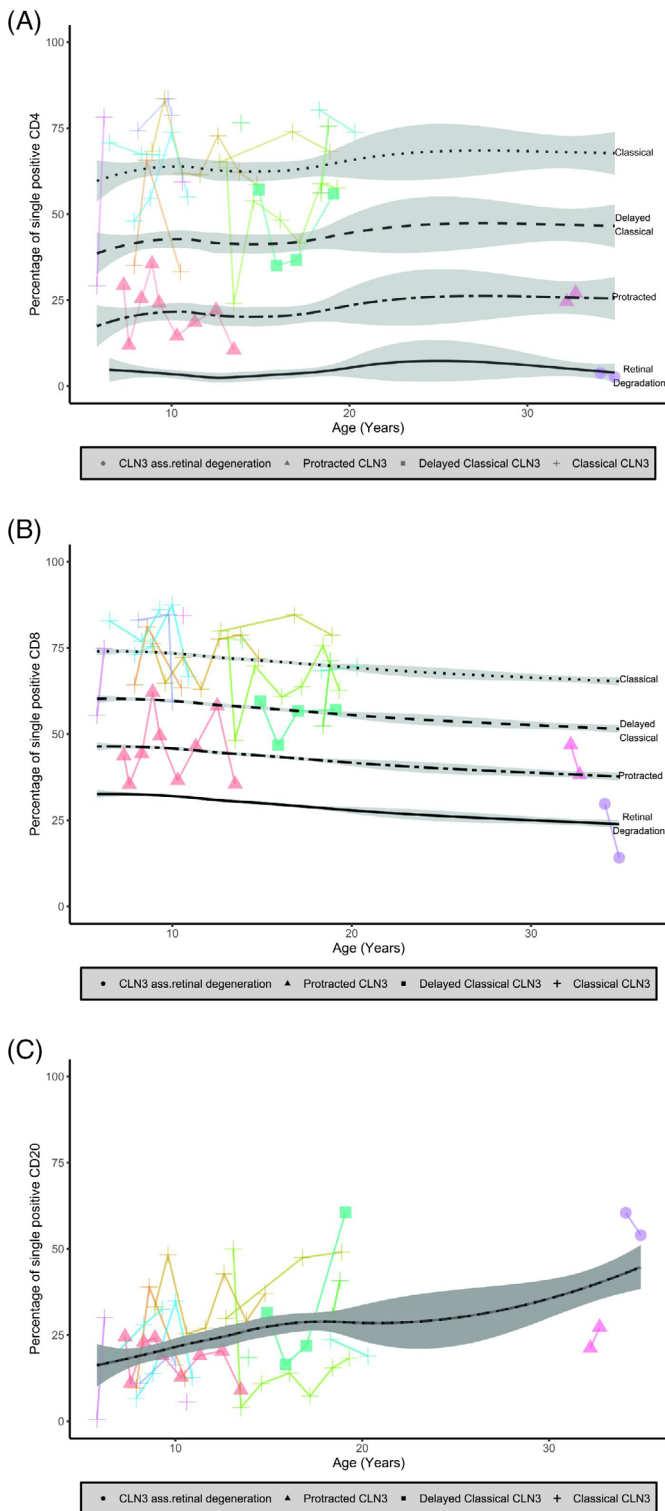 (A)
100
75
50
25
0
Percentage of single positive CD4
Classical
Delayed
Classical
Protracted
Retinal
Degradation
10
20
30
Age (Years)
CLN3 ass.retinal degeneration
Protracted CLN3
Delayed Classical CLN3
Classical CLN3
(B)
100
75
50
25
0
Percentage of single positive CD8
Classical
Delayed
Classical
Protracted
Retinal
Degradation
10
20
30
Age (Years)
CLN3 ass.retinal degeneration
Protracted CLN3
Delayed Classical CLN3
Classical CLN3
(C)
100
75
50
25
0
Percentage of single positive CD20
10
20
30
Age (Years)
CLN3 ass.retinal degeneration
Protracted CLN3
Delayed Classical CLN3
Classical CLN3